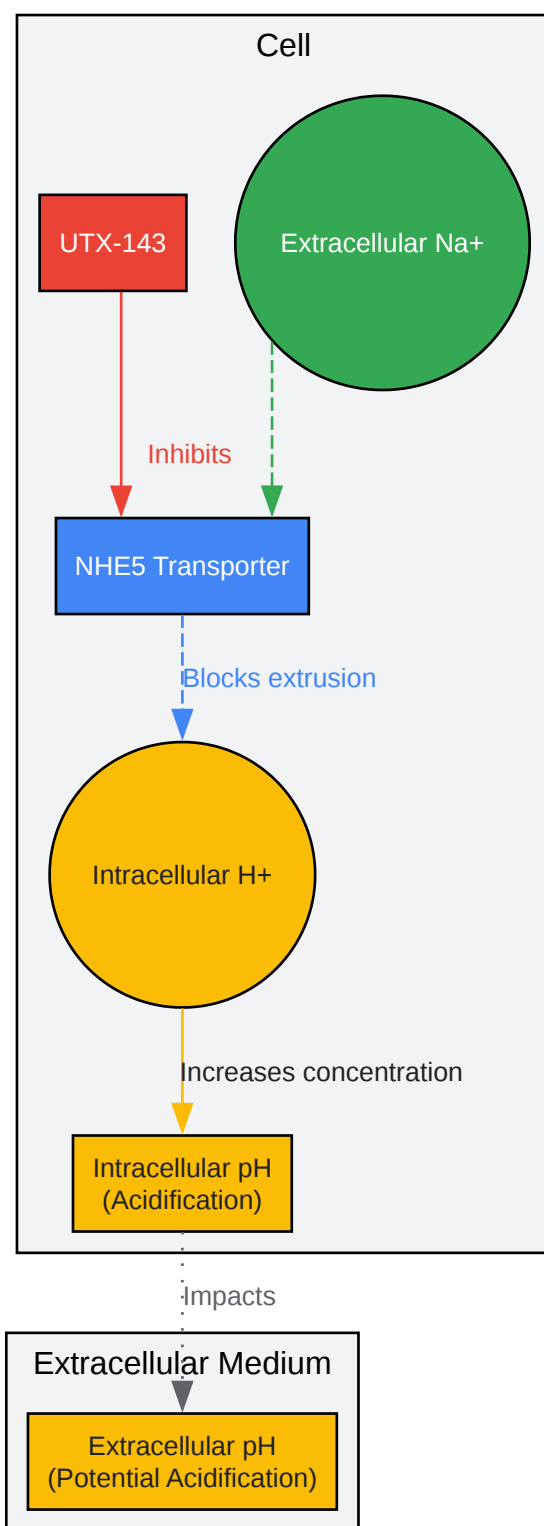 Cell
UTX-143
Extracellular Na+
Inhibits
NHE5 Transporter
Blocks extrusion
Intracellular H+
Increases concentration
Intracellular pH
(Acidification)
Impacts
Extracellular Medium
Extracellular pH
(Potential Acidification)